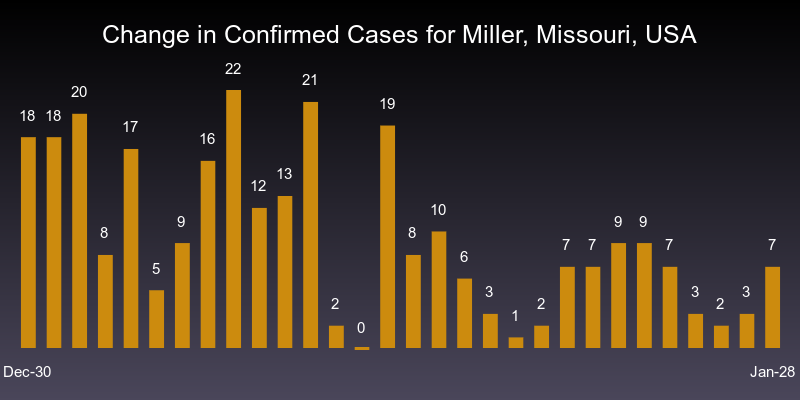 Change in Confirmed Cases for Miller, Missouri, USA
18 18 20 8 17 5 9 16 22 12 13 21 2 0 19 8 10 6 3 1 2 7 7 9 9 7 3 2 3 7
Dec-30 Jan-28